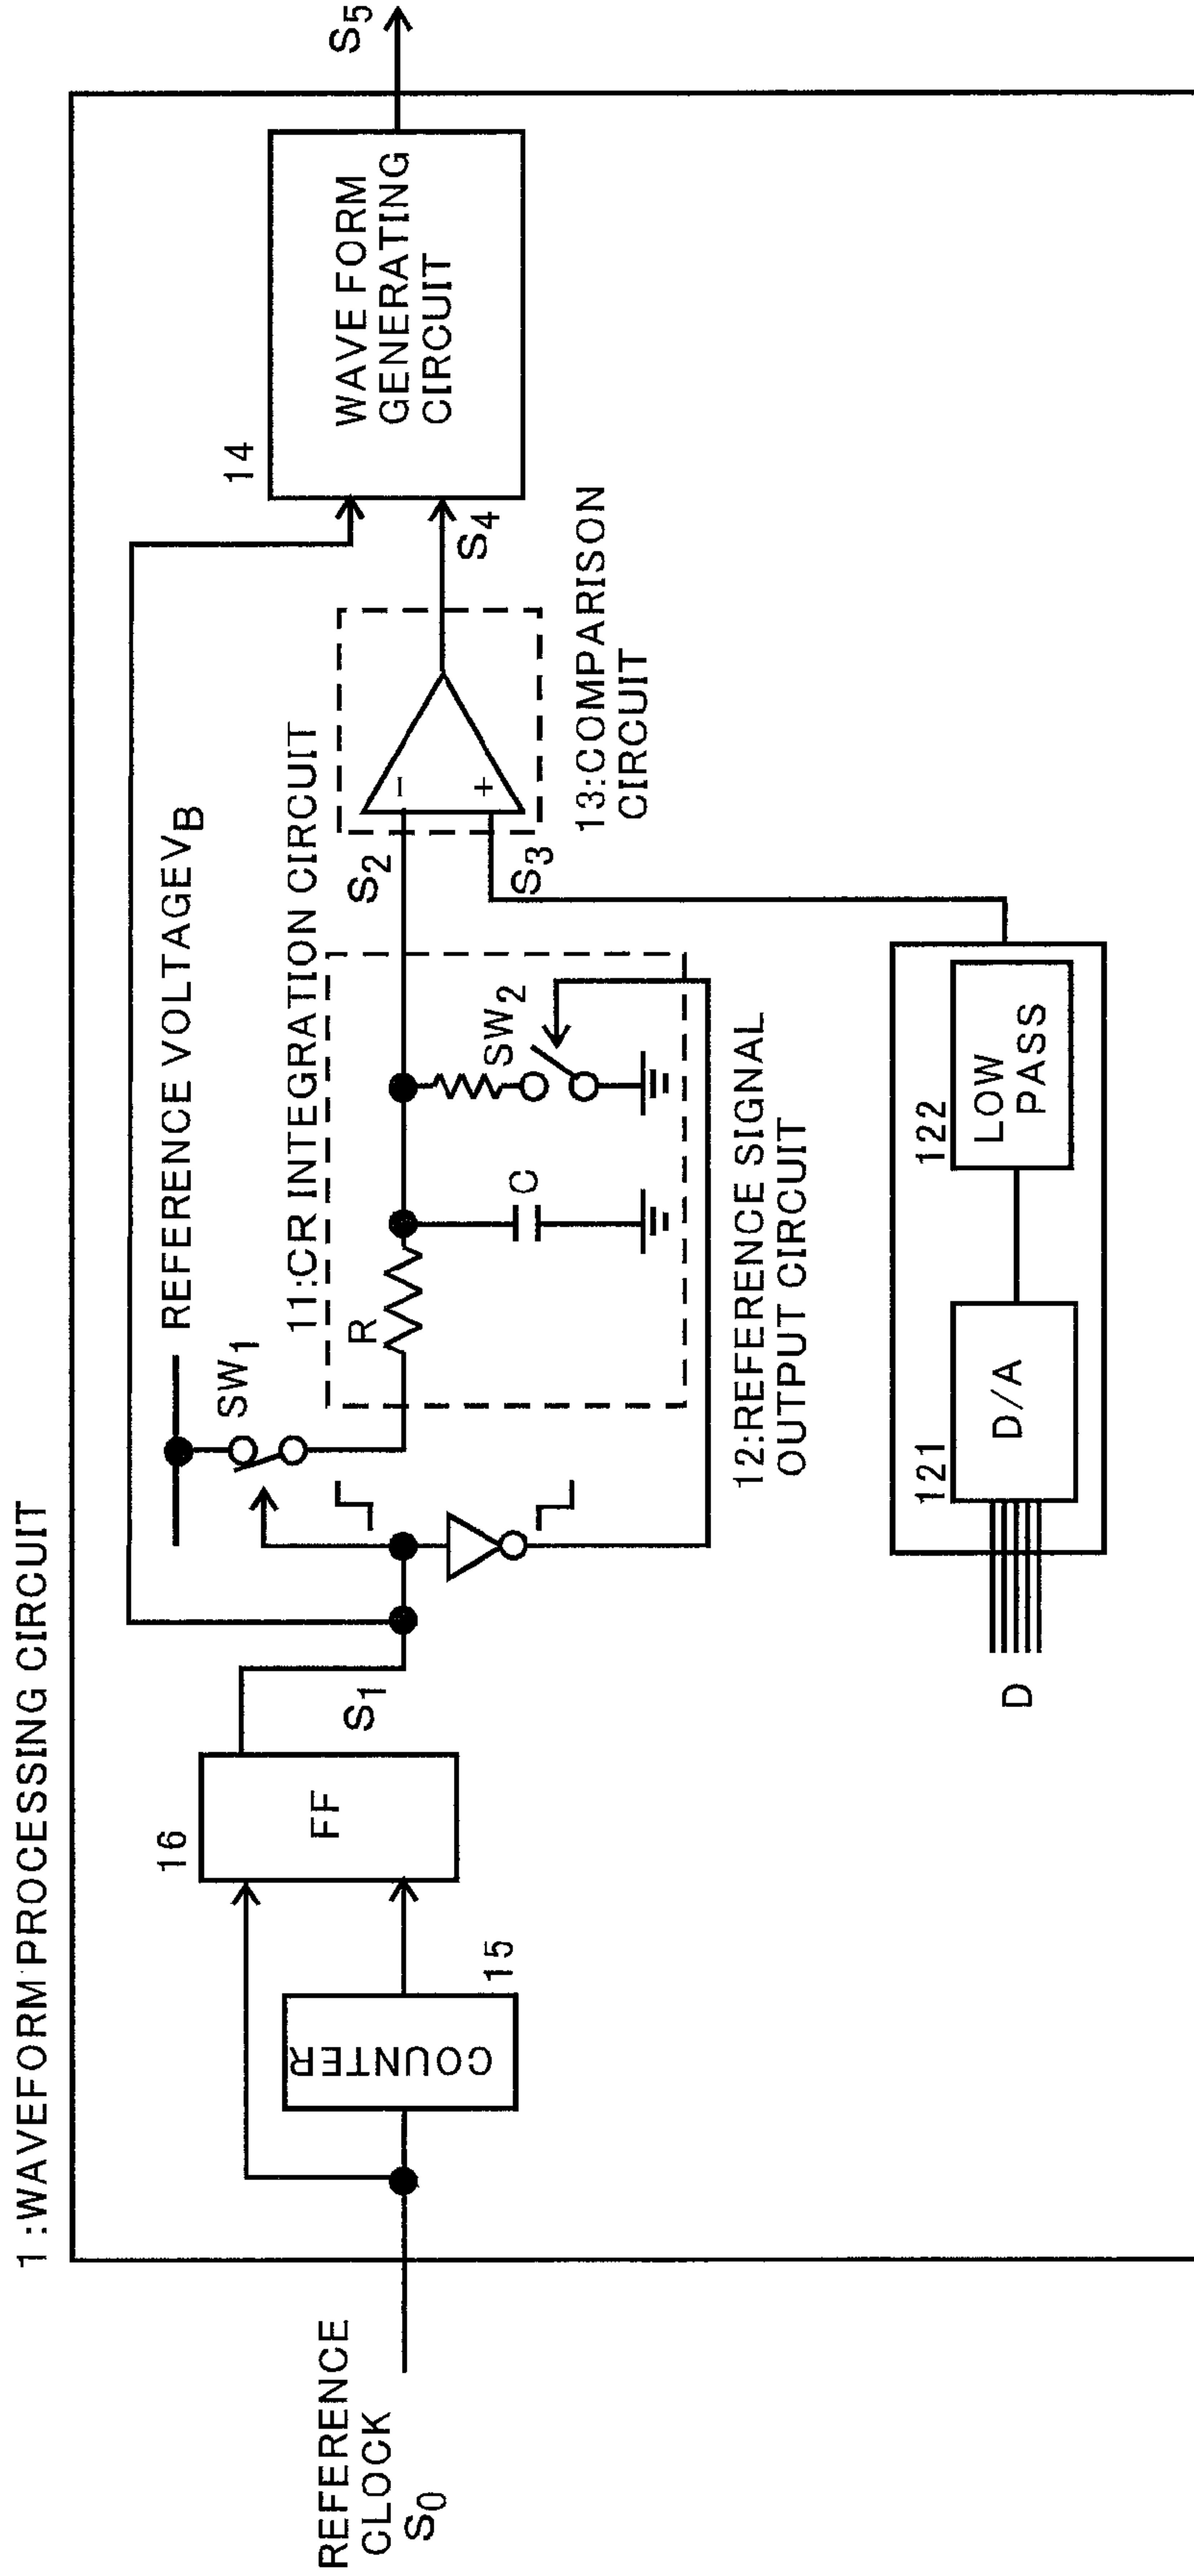 1:WAVEFORM PROCESSING CIRCUIT
REFERENCE
CLOCK
S0
COUNTER
15
16
FF
S1
REFERENCE VOLTAGEVB
SW1
11:CR INTEGRATION CIRCUIT
R
C
SW2
S2
S3
−
+
13:COMPARISON
CIRCUIT
S4
14
WAVE FORM
GENERATING
CIRCUIT
S5
12:REFERENCE SIGNAL
OUTPUT CIRCUIT
D
121
D/A
122
LOW
PASS